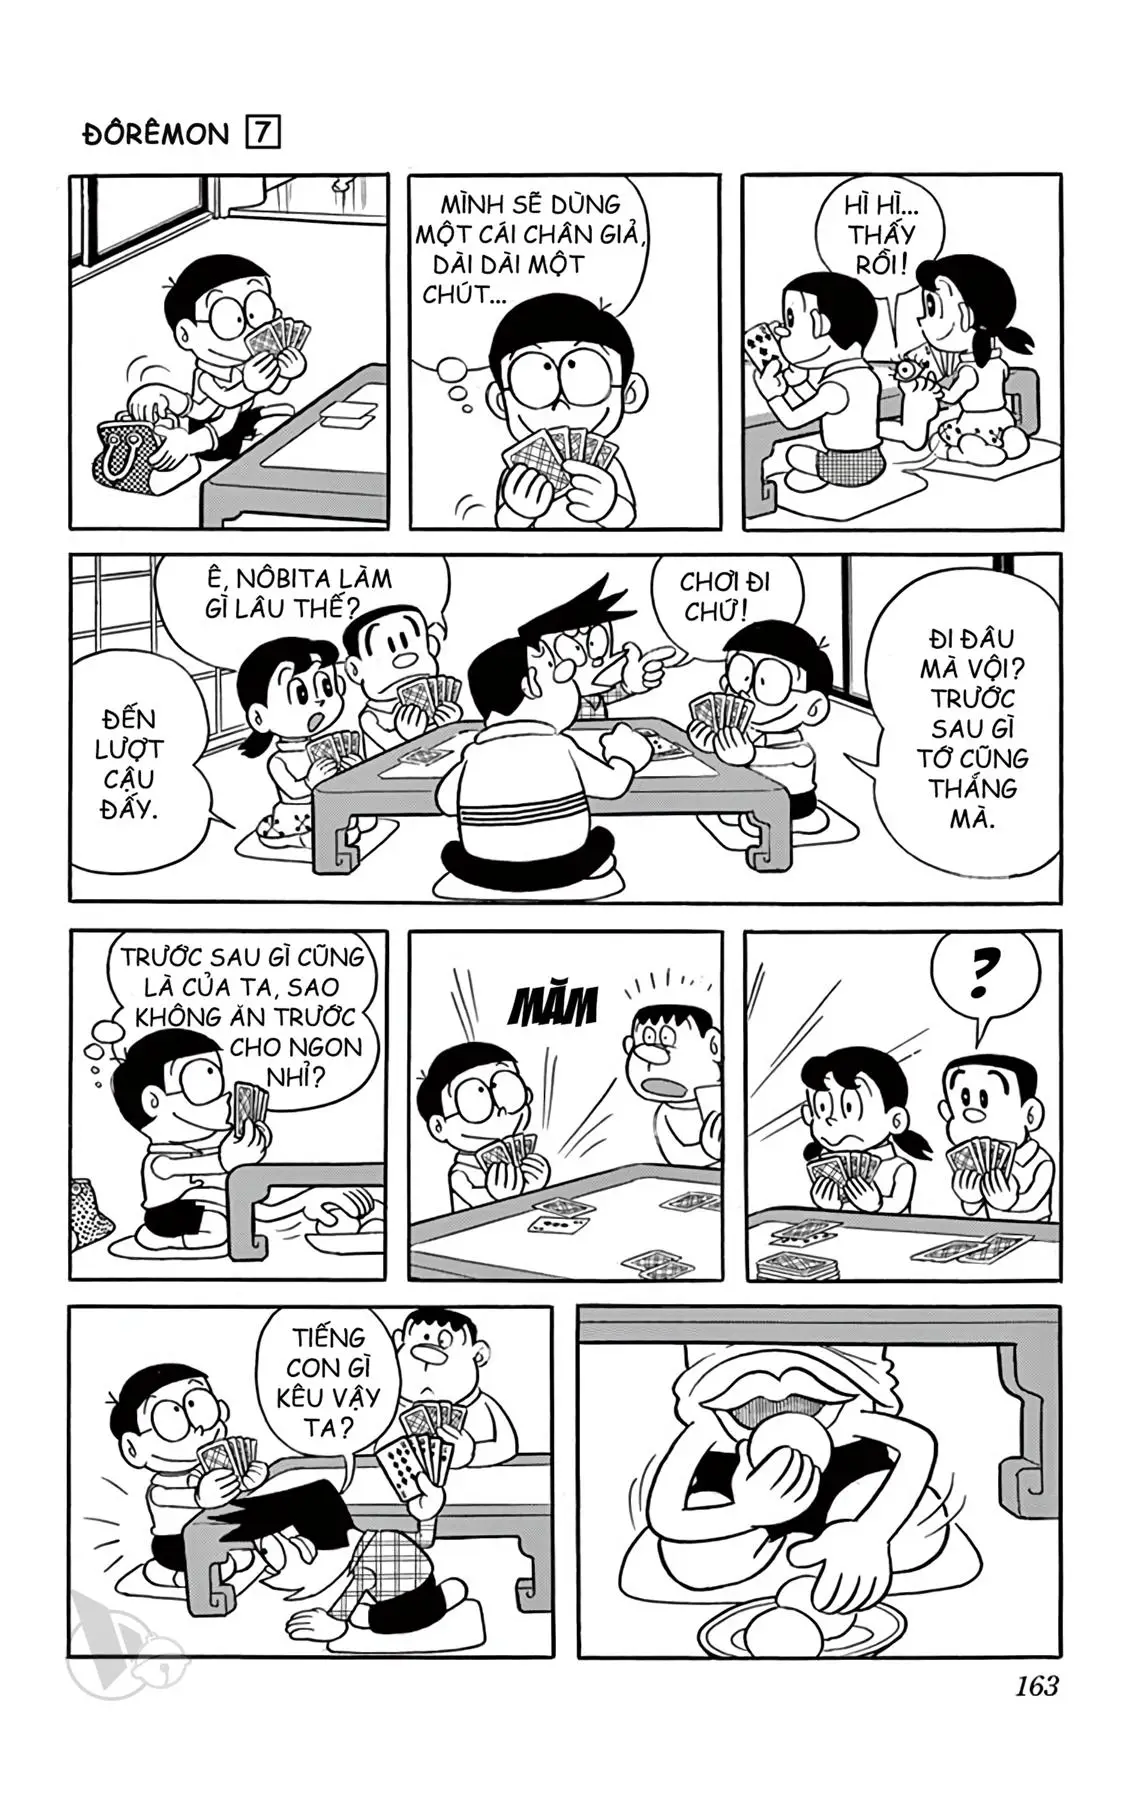 ĐÔRÊMON 7
MÌNH SẼ DÙNG
MỘT CÁI CHÂN GIẢ,
DÀI DÀI MỘT
CHÚT...
HÌ HÌ...
THẤY
RỒI!
Ê, NÔBITA LÀM
GÌ LÂU THẾ?
ĐẾN
LƯỢT
CẬU
ĐẤY.
CHƠI ĐI
CHỨ!
ĐI ĐÂU
MÀ VỘI?
TRƯỚC
SAU GÌ
TỚ CŨNG
THẮNG
MÀ.
TRƯỚC SAU GÌ CŨNG
LÀ CỦA TA, SAO
KHÔNG ĂN TRƯỚC
CHO NGON
NHỈ?
MĂM
?
TIẾNG
CON GÌ
KÊU VẬY
TA?
163